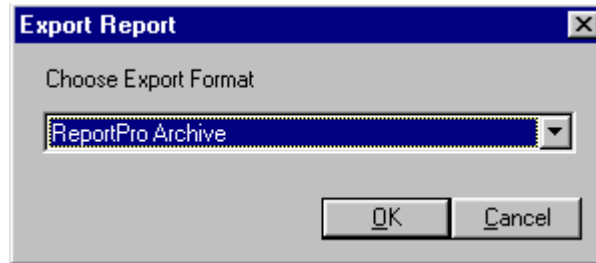 Export Report
Choose Export Format
ReportPro Archive
OK Cancel